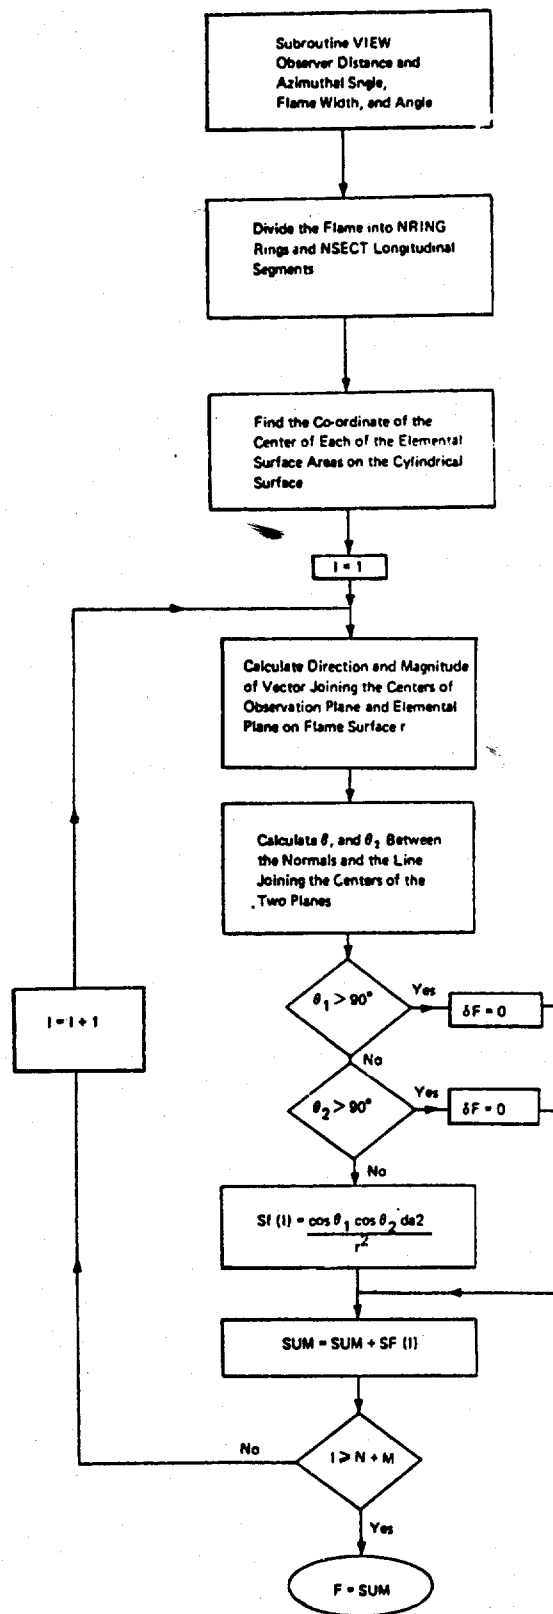 Subroutine VIEW
Observer Distance and
Azimuthal Sngle,
Flame Width, and Angle
Divide the Flame into NRING
Rings and NSECT Longitudinal
Segments
Find the Co-ordinate of the
Center of Each of the Elemental
Surface Areas on the Cylindrical
Surface
I = 1
Calculate Direction and Magnitude
of Vector Joining the Centers of
Observation Plane and Elemental
Plane on Flame Surface r
Calculate θ, and θ₂ Between
the Normals and the Line
Joining the Centers of the
Two Planes
θ₁ > 90°
Yes
δF = 0
I = I + 1
No
θ₂ > 90°
Yes
δF = 0
No
Sf (I) = cos θ₁ cos θ₂ da2
r²
SUM = SUM + SF (I)
No
I ⩾ N + M
Yes
F = SUM